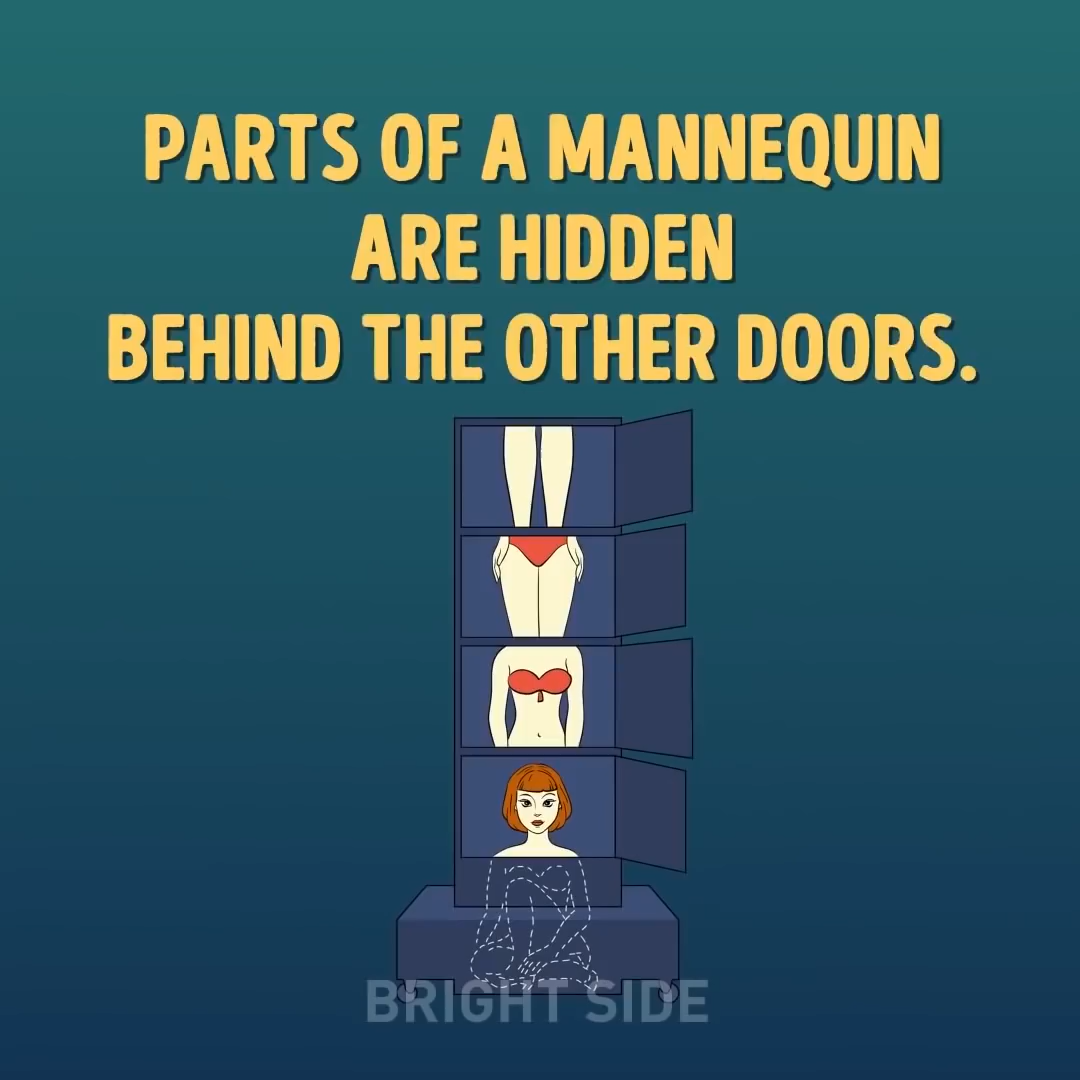 PARTS OF A MANNEQUIN
ARE HIDDEN
BEHIND THE OTHER DOORS.
BRIGHT SIDE